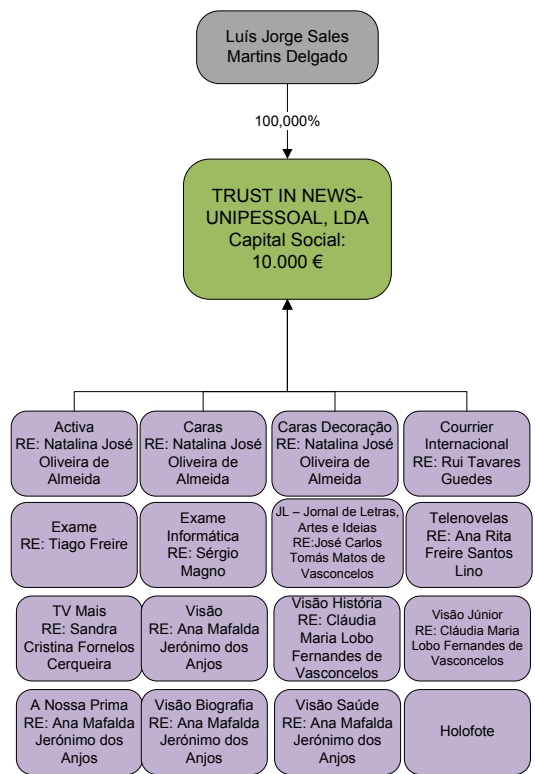 Luís Jorge Sales
Martins Delgado
100,000%
TRUST IN NEWS-
UNIPESSOAL, LDA
Capital Social:
10.000 €
Activa
RE: Natalina José
Oliveira de
Almeida
Caras
RE: Natalina José
Oliveira de
Almeida
Caras Decoração
RE: Natalina José
Oliveira de
Almeida
Courrier
Internacional
RE: Rui Tavares
Guedes
Exame
RE: Tiago Freire
Exame
Informática
RE: Sérgio
Magno
JL – Jornal de Letras,
Artes e Ideias
RE:José Carlos
Tomás Matos de
Vasconcelos
Telenovelas
RE: Ana Rita
Freire Santos
Lino
TV Mais
RE: Sandra
Cristina Fornelos
Cerqueira
Visão
RE: Ana Mafalda
Jerónimo dos
Anjos
Visão História
RE: Cláudia
Maria Lobo
Fernandes de
Vasconcelos
Visão Júnior
RE: Cláudia Maria
Lobo Fernandes de
Vasconcelos
A Nossa Prima
RE: Ana Mafalda
Jerónimo dos
Anjos
Visão Biografia
RE: Ana Mafalda
Jerónimo dos
Anjos
Visão Saúde
RE: Ana Mafalda
Jerónimo dos
Anjos
Holofote